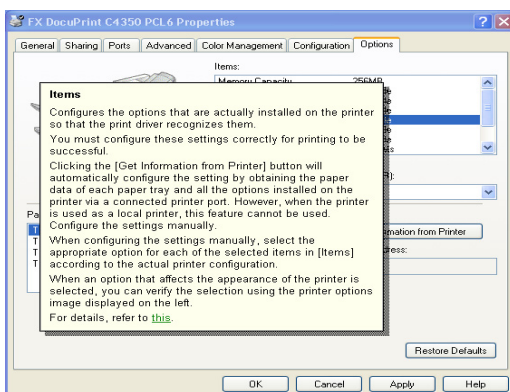 FX DocuPrint C4350 PCL6 Properties
General Sharing Ports Advanced Color Management Configuration Options
Items:
Memory Capacity 256MB
Items
Configures the options that are actually installed on the printer
so that the print driver recognizes them.
You must configure these settings correctly for printing to be
successful.
Clicking the [Get Information from Printer] button will
automatically configure the setting by obtaining the paper
data of each paper tray and all the options installed on the
printer via a connected printer port. However, when the printer
is used as a local printer, this feature cannot be used.
Configure the settings manually.
When configuring the settings manually, select the
appropriate option for each of the selected items in [Items]
according to the actual printer configuration.
When an option that affects the appearance of the printer is
selected, you can verify the selection using the printer options
image displayed on the left.
For details, refer to this.
Pa
T
T
T
T
mation from Printer
dress:
Restore Defaults
OK Cancel Apply Help